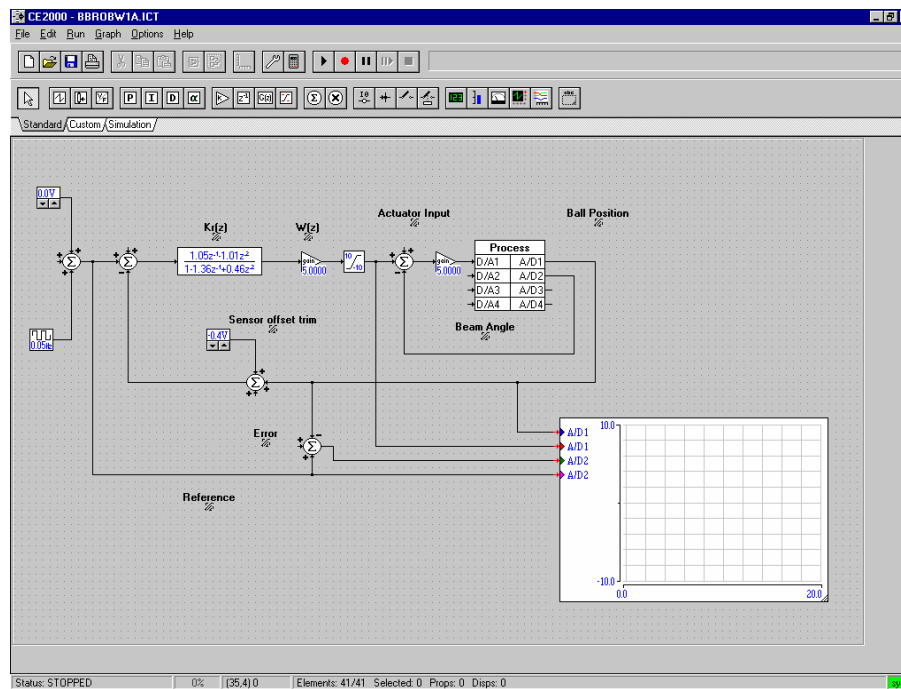 CE2000 - BBROBW1A.ICT
File Edit Run Graph Options Help
P I D α z⁻¹ G(z) Σ
Standard Custom Simulation
Actuator Input
Ball Position
0.0V
Kr(z)
W(z)
Process
1.05z⁻¹-1.01z⁻²
1-1.36z⁻¹+0.46z⁻²
gain
5.0000
10
-10
gain
5.0000
D/A1 A/D1
D/A2 A/D2
D/A3 A/D3
D/A4 A/D4
Σ
Σ
Σ
0.05Hz
Sensor offset trim
-0.4V
Beam Angle
Σ
Error
Σ
A/D1
A/D1
A/D2
A/D2
10.0
-10.0
0.0 20.0
Reference
Status: STOPPED 0% (35,4) 0 Elements: 41/41 Selected: 0 Props: 0 Disps: 0